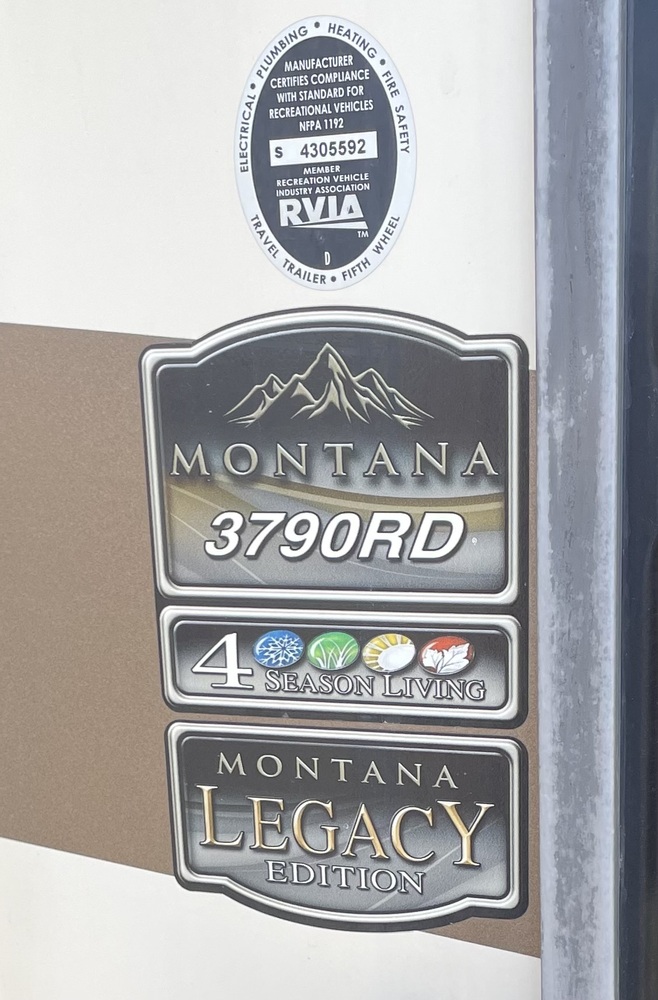 ELECTRICAL • PLUMBING • HEATING • FIRE SAFETY
MANUFACTURER
CERTIFIES COMPLIANCE
WITH STANDARD FOR
RECREATIONAL VEHICLES
NFPA 1192
S 4305592
MEMBER
RECREATION VEHICLE
INDUSTRY ASSOCIATION
RVIA
TM
D
TRAVEL TRAILER • FIFTH WHEEL
MONTANA
3790RD
4 SEASON LIVING
MONTANA
LEGACY
EDITION